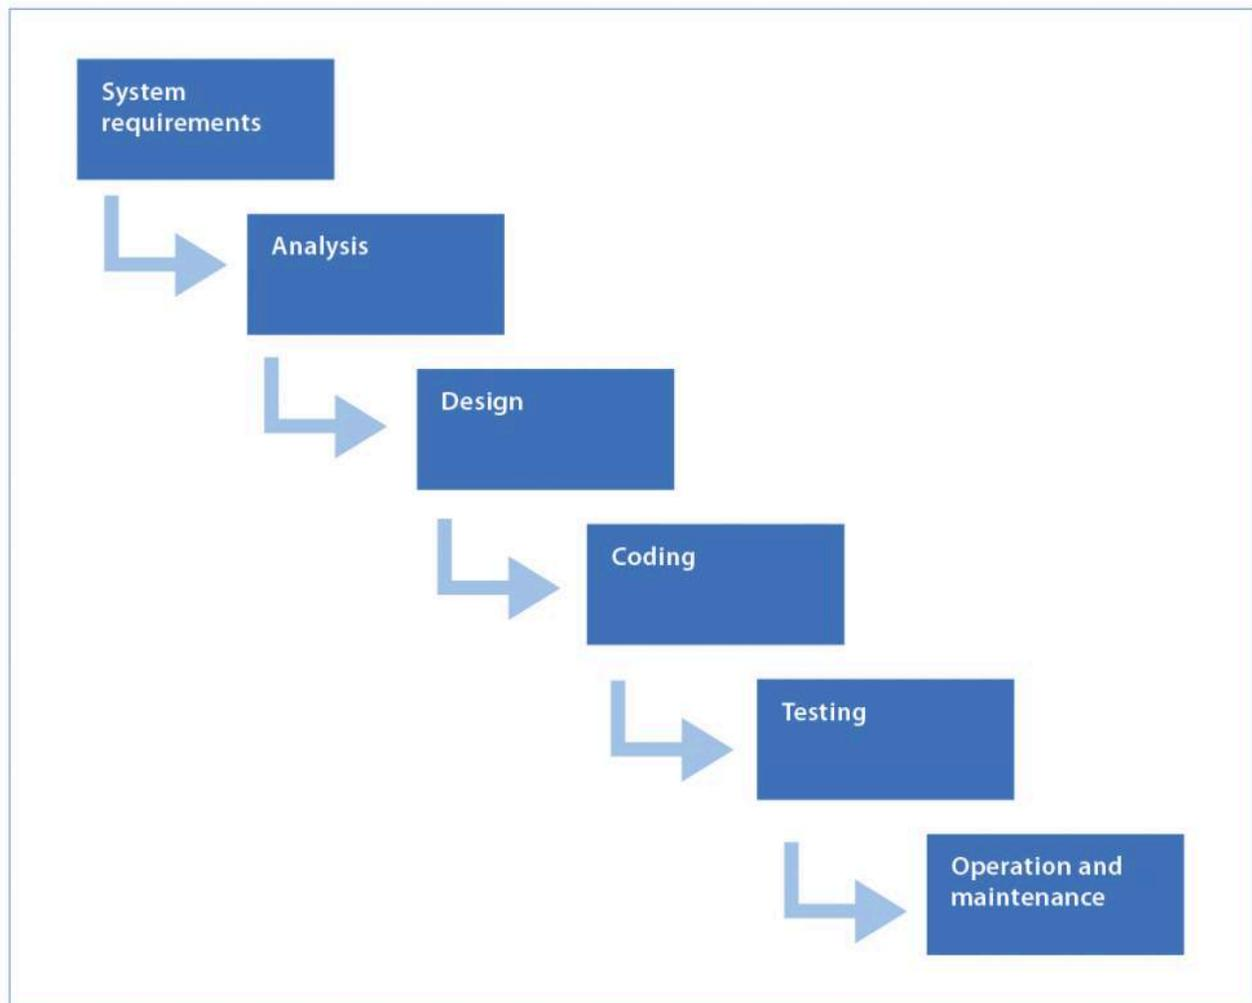 System
requirements
Analysis
Design
Coding
Testing
Operation and
maintenance